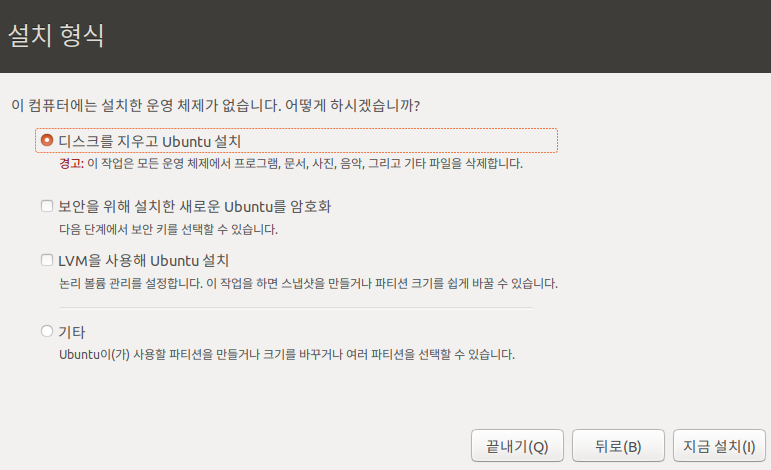 설치 형식
이 컴퓨터에는 설치한 운영 체제가 없습니다. 어떻게 하시겠습니까?
디스크를 지우고 Ubuntu 설치
경고: 이 작업은 모든 운영 체제에서 프로그램, 문서, 사진, 음악, 그리고 기타 파일을 삭제합니다.
보안을 위해 설치한 새로운 Ubuntu를 암호화
다음 단계에서 보안 키를 선택할 수 있습니다.
LVM을 사용해 Ubuntu 설치
논리 볼륨 관리를 설정합니다. 이 작업을 하면 스냅샷을 만들거나 파티션 크기를 쉽게 바꿀 수 있습니다.
기타
Ubuntu이(가) 사용할 파티션을 만들거나 크기를 바꾸거나 여러 파티션을 선택할 수 있습니다.
끝내기(Q) 뒤로(B) 지금 설치(I)